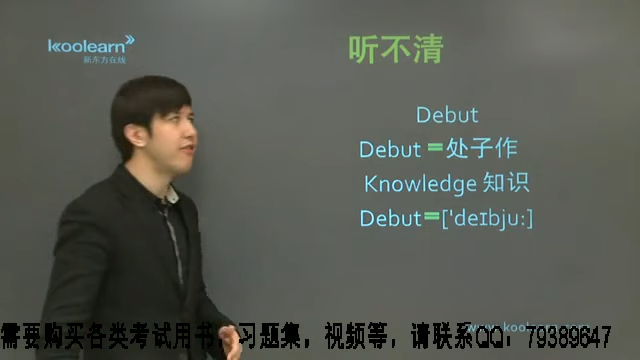 koolearn
新东方在线
听不清
Debut
Debut =处子作
Knowledge 知识
Debut=['deɪbju:]
www.koolearn
需要购买各类考试用书，习题集，视频等，请联系QQ：79389647